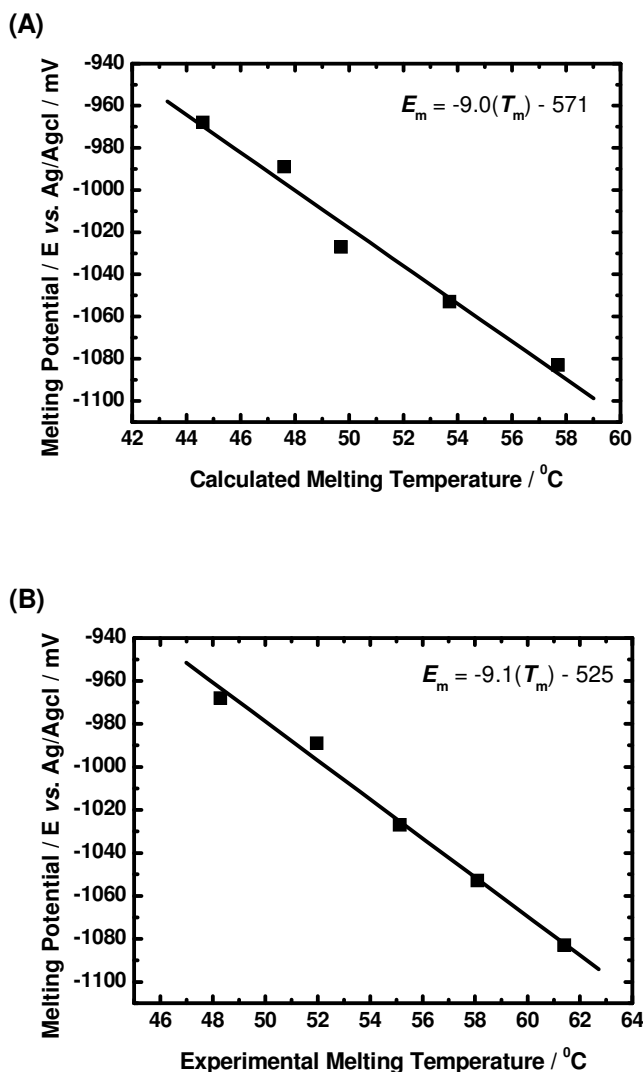 (A)
-940
-960
-980
-1000
-1020
-1040
-1060
-1080
-1100
Melting Potential / E vs. Ag/Agcl / mV
Em = -9.0(Tm) - 571
42 44 46 48 50 52 54 56 58 60
Calculated Melting Temperature / ⁰C
(B)
-940
-960
-980
-1000
-1020
-1040
-1060
-1080
-1100
Melting Potential / E vs. Ag/Agcl / mV
Em = -9.1(Tm) - 525
46 48 50 52 54 56 58 60 62 64
Experimental Melting Temperature / ⁰C